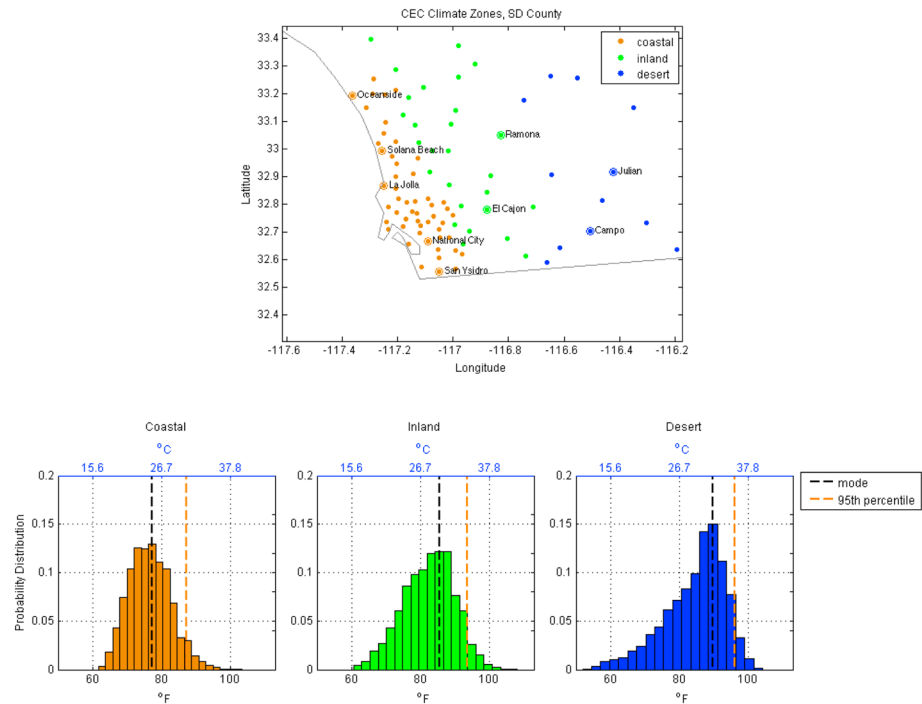 CEC Climate Zones, SD County
33.4
33.3
33.2
33.1
33
32.9
32.8
32.7
32.6
32.5
32.4
Latitude
coastal
inland
desert
Oceanside
Ramona
Solana Beach
Julian
La Jolla
El Cajon
Campo
National City
San Ysidro
-117.6 -117.4 -117.2 -117 -116.8 -116.6 -116.4 -116.2
Longitude
Coastal
°C
15.6 26.7 37.8
0.2
0.15
0.1
0.05
0
Probability Distribution
60 80 100
°F
Inland
°C
15.6 26.7 37.8
0.2
0.15
0.1
0.05
0
60 80 100
°F
Desert
°C
15.6 26.7 37.8
0.2
0.15
0.1
0.05
0
60 80 100
°F
mode
95th percentile